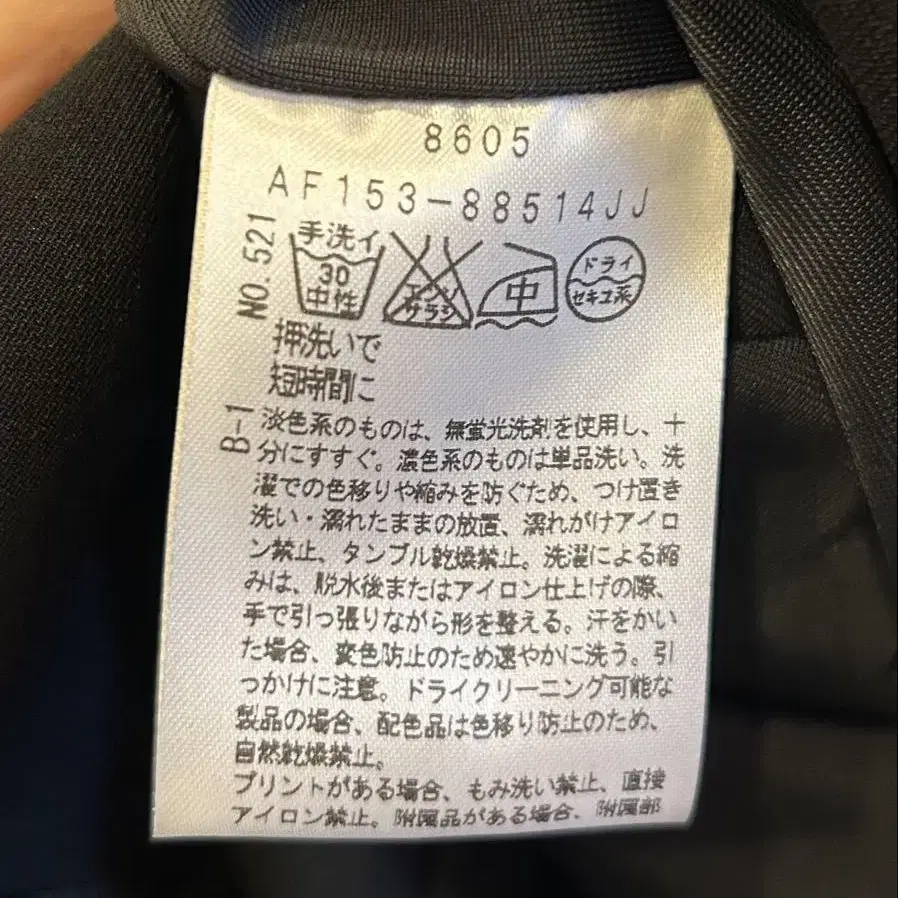 8605
AF153-88514JJ
NO.521
手洗イ
30
中性
エンソ
サラシ
中
ドライ
セキユ系
押洗いで
短時間に
B-1
淡色系のものは、無蛍光洗剤を使用し、十
分にすすぐ。濃色系のものは単品洗い。洗
濯での色移りや縮みを防ぐため、つけ置き
洗い・濡れたままの放置、濡れがけアイロ
ン禁止、タンブル乾燥禁止。洗濯による縮
みは、脱水後またはアイロン仕上げの際、
手で引っ張りながら形を整える。汗をかい
た場合、変色防止のため速やかに洗う。引
っかけに注意。ドライクリーニング可能な
製品の場合、配色品は色移り防止のため、
自然乾燥禁止。
プリントがある場合、もみ洗い禁止、直接
アイロン禁止。附属品がある場合、附属部